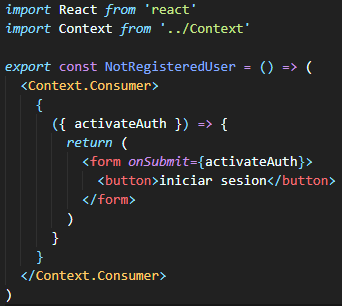 import React from 'react'
import Context from '../Context'
export const NotRegisteredUser = () => (
<Context.Consumer>
{
({ activateAuth }) => {
return (
<form onSubmit={activateAuth}>
<button>iniciar sesion</button>
</form>
)
}
}
</Context.Consumer>
)